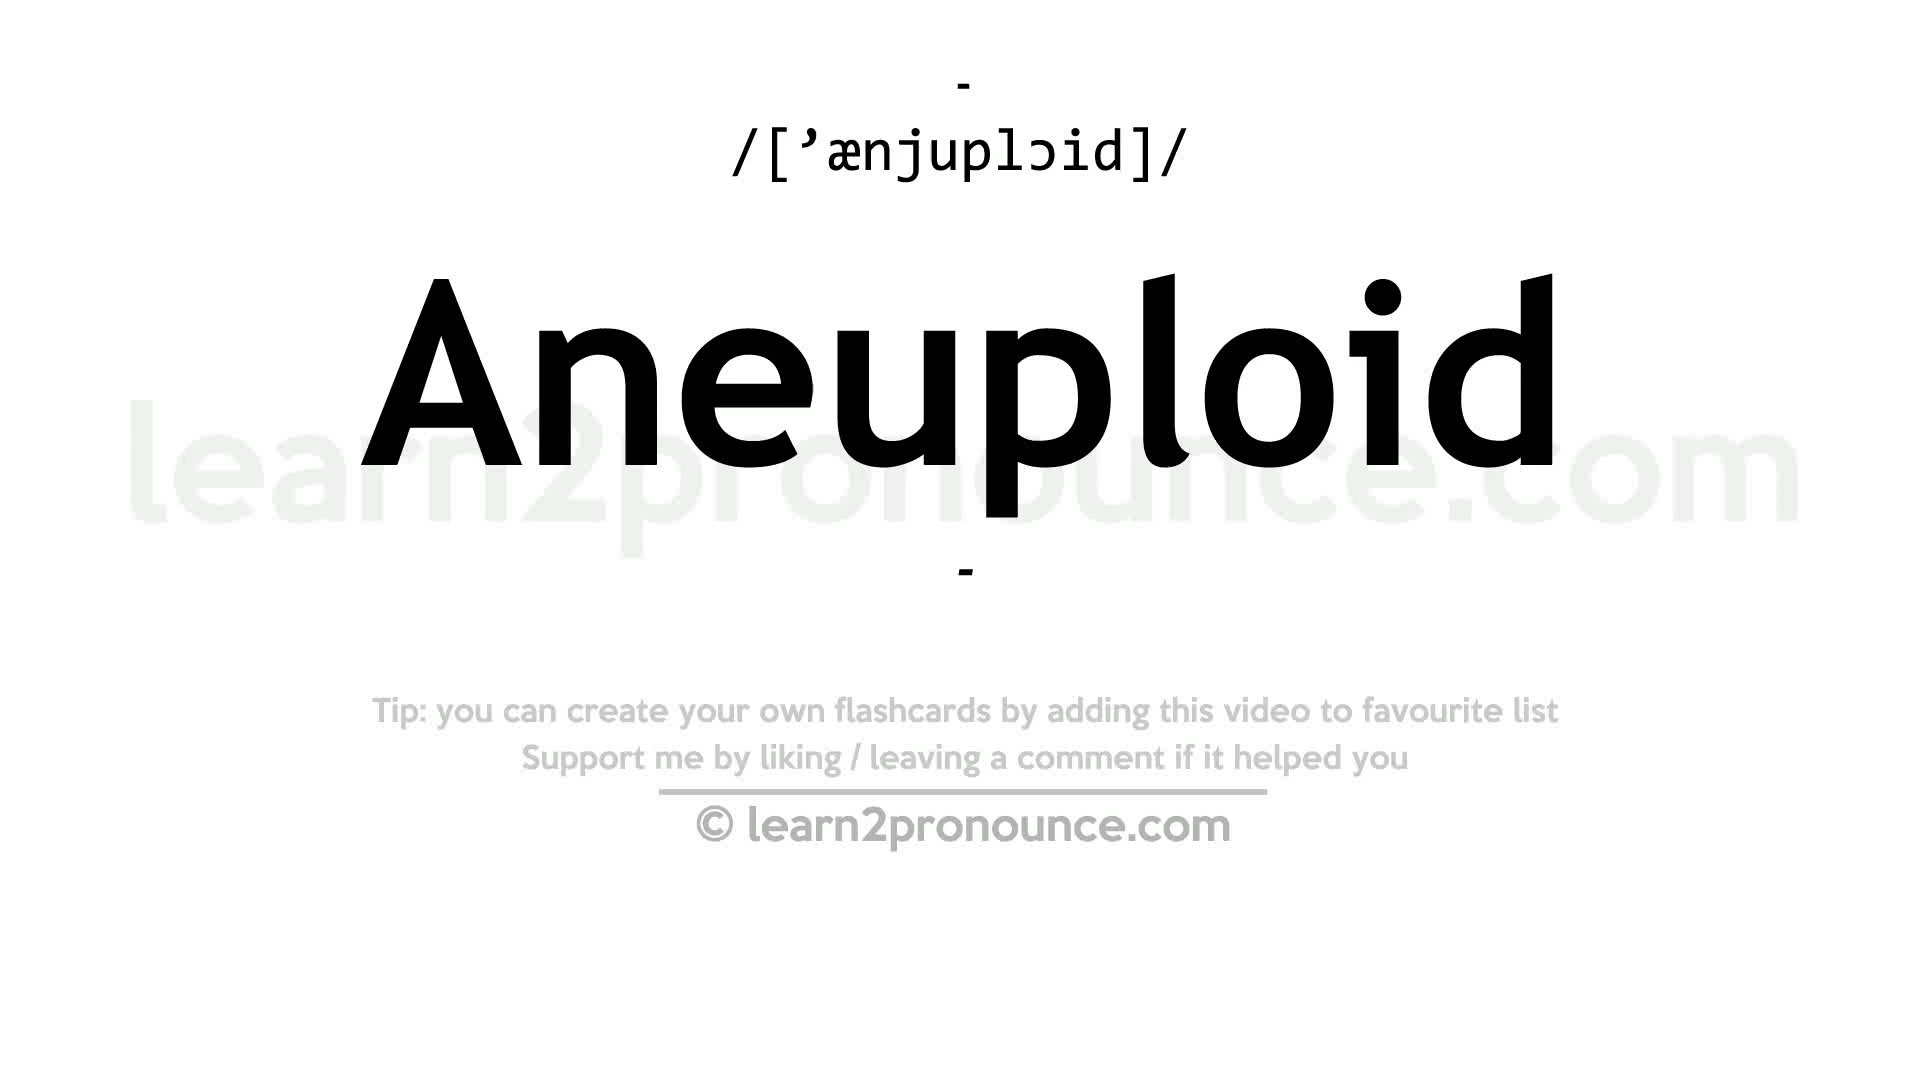 -
/[’ænjuplɔid]/
Aneuploid
learn2pronounce.com
-
Tip: you can create your own flashcards by adding this video to favourite list
Support me by liking / leaving a comment if it helped you
© learn2pronounce.com